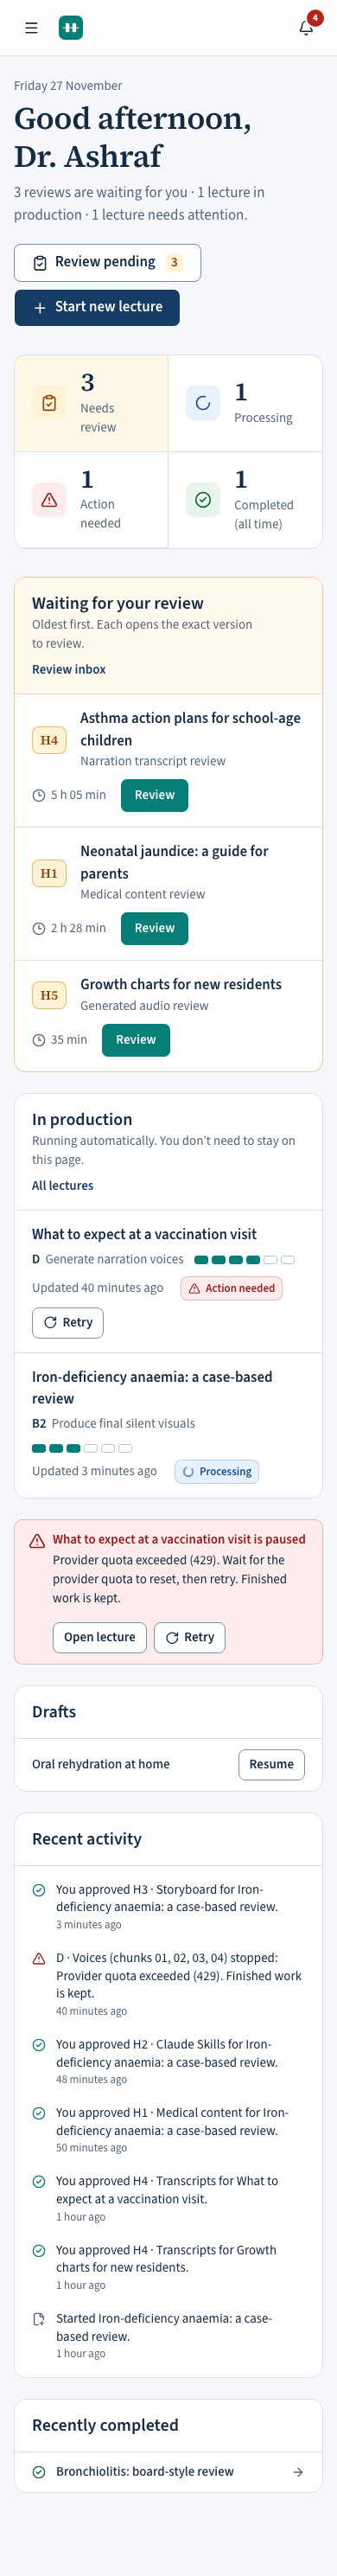 4
Friday 27 November
Good afternoon,
Dr. Ashraf
3 reviews are waiting for you · 1 lecture in
production · 1 lecture needs attention.
Review pending 3
Start new lecture
3
Needs
review
1
Processing
1
Action
needed
1
Completed
(all time)
Waiting for your review
Oldest first. Each opens the exact version
to review.
Review inbox
H4
Asthma action plans for school-age
children
Narration transcript review
5 h 05 min Review
H1
Neonatal jaundice: a guide for
parents
Medical content review
2 h 28 min Review
H5
Growth charts for new residents
Generated audio review
35 min Review
In production
Running automatically. You don’t need to stay on
this page.
All lectures
What to expect at a vaccination visit
D Generate narration voices
Updated 40 minutes ago Action needed
Retry
Iron-deficiency anaemia: a case-based
review
B2 Produce final silent visuals
Updated 3 minutes ago Processing
What to expect at a vaccination visit is paused
Provider quota exceeded (429). Wait for the
provider quota to reset, then retry. Finished
work is kept.
Open lecture Retry
Drafts
Oral rehydration at home Resume
Recent activity
You approved H3 · Storyboard for Iron-
deficiency anaemia: a case-based review.
3 minutes ago
D · Voices (chunks 01, 02, 03, 04) stopped:
Provider quota exceeded (429). Finished work
is kept.
40 minutes ago
You approved H2 · Claude Skills for Iron-
deficiency anaemia: a case-based review.
48 minutes ago
You approved H1 · Medical content for Iron-
deficiency anaemia: a case-based review.
50 minutes ago
You approved H4 · Transcripts for What to
expect at a vaccination visit.
1 hour ago
You approved H4 · Transcripts for Growth
charts for new residents.
1 hour ago
Started Iron-deficiency anaemia: a case-
based review.
1 hour ago
Recently completed
Bronchiolitis: board-style review